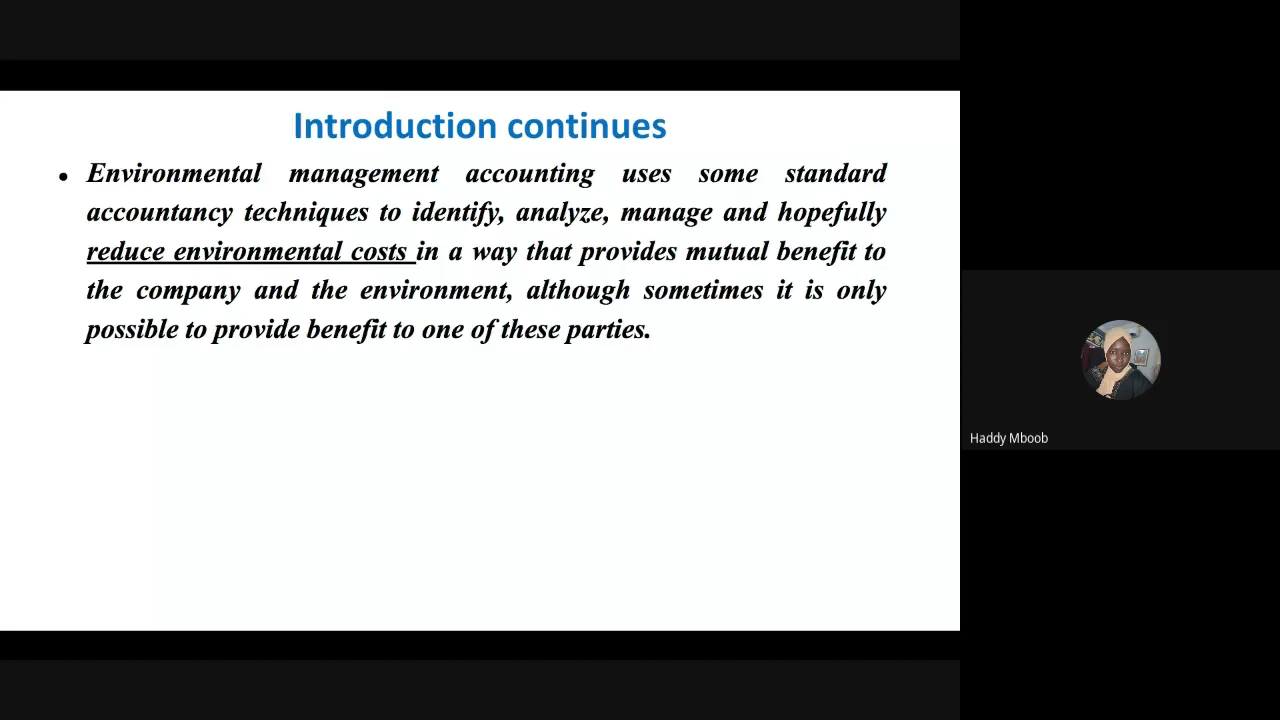 Introduction continues
• Environmental management accounting uses some standard
accountancy techniques to identify, analyze, manage and hopefully
reduce environmental costs in a way that provides mutual benefit to
the company and the environment, although sometimes it is only
possible to provide benefit to one of these parties.
Haddy Mboob